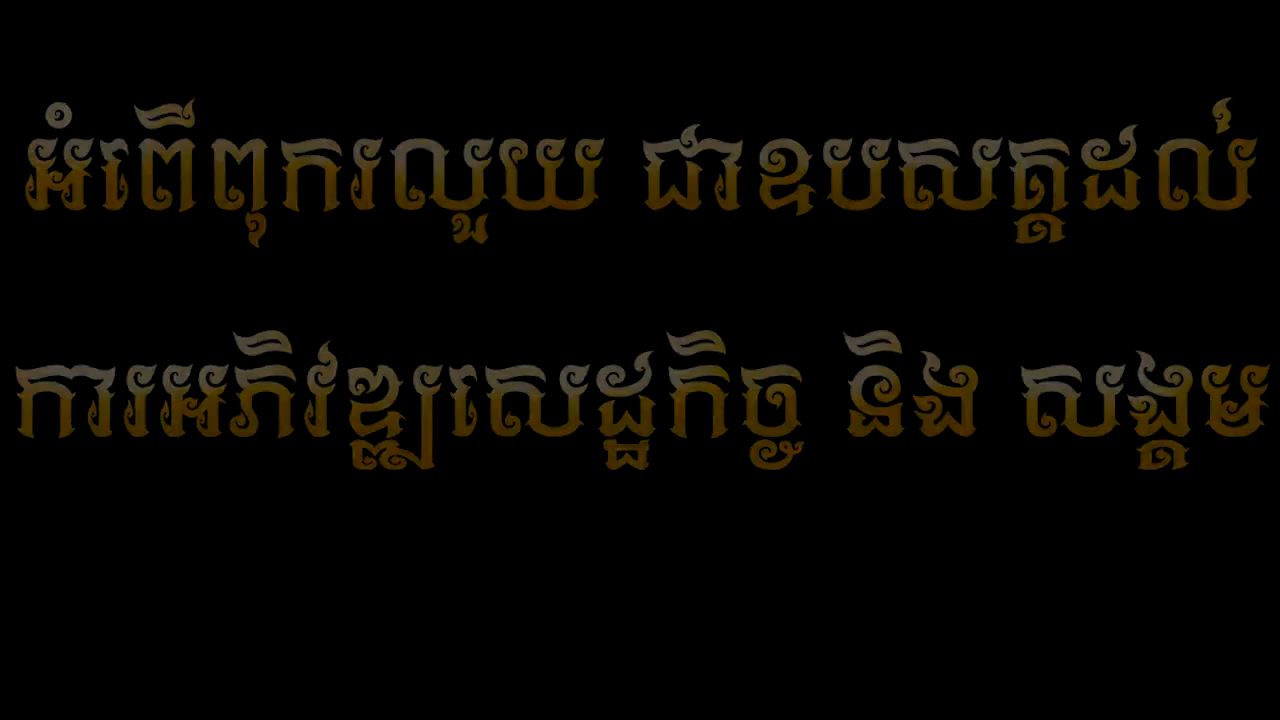 អំពើពុករលួយ ជាឧបសគ្គដល់
ការអភិវឌ្ឍរសេដ្ឋកិច្ច និង សង្គម